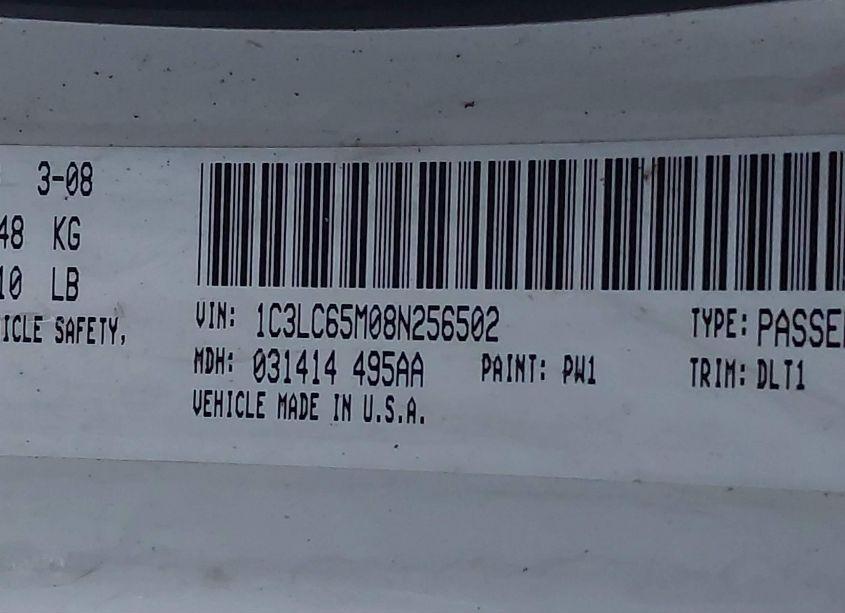 3-08
48 KG
10 LB
ICLE SAFETY,
VIN: 1C3LC65M08N256502
TYPE: PASSE
MDH: 031414 495AA PAINT: PW1 TRIM: DLT1
VEHICLE MADE IN U.S.A.